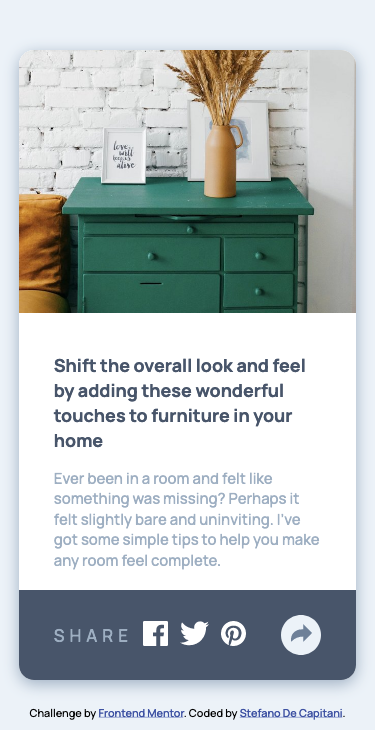 love
will
keep us
alive
Shift the overall look and feel
by adding these wonderful
touches to furniture in your
home
Ever been in a room and felt like
something was missing? Perhaps it
felt slightly bare and uninviting. I've
got some simple tips to help you make
any room feel complete.
SHARE
Challenge by Frontend Mentor. Coded by Stefano De Capitani.